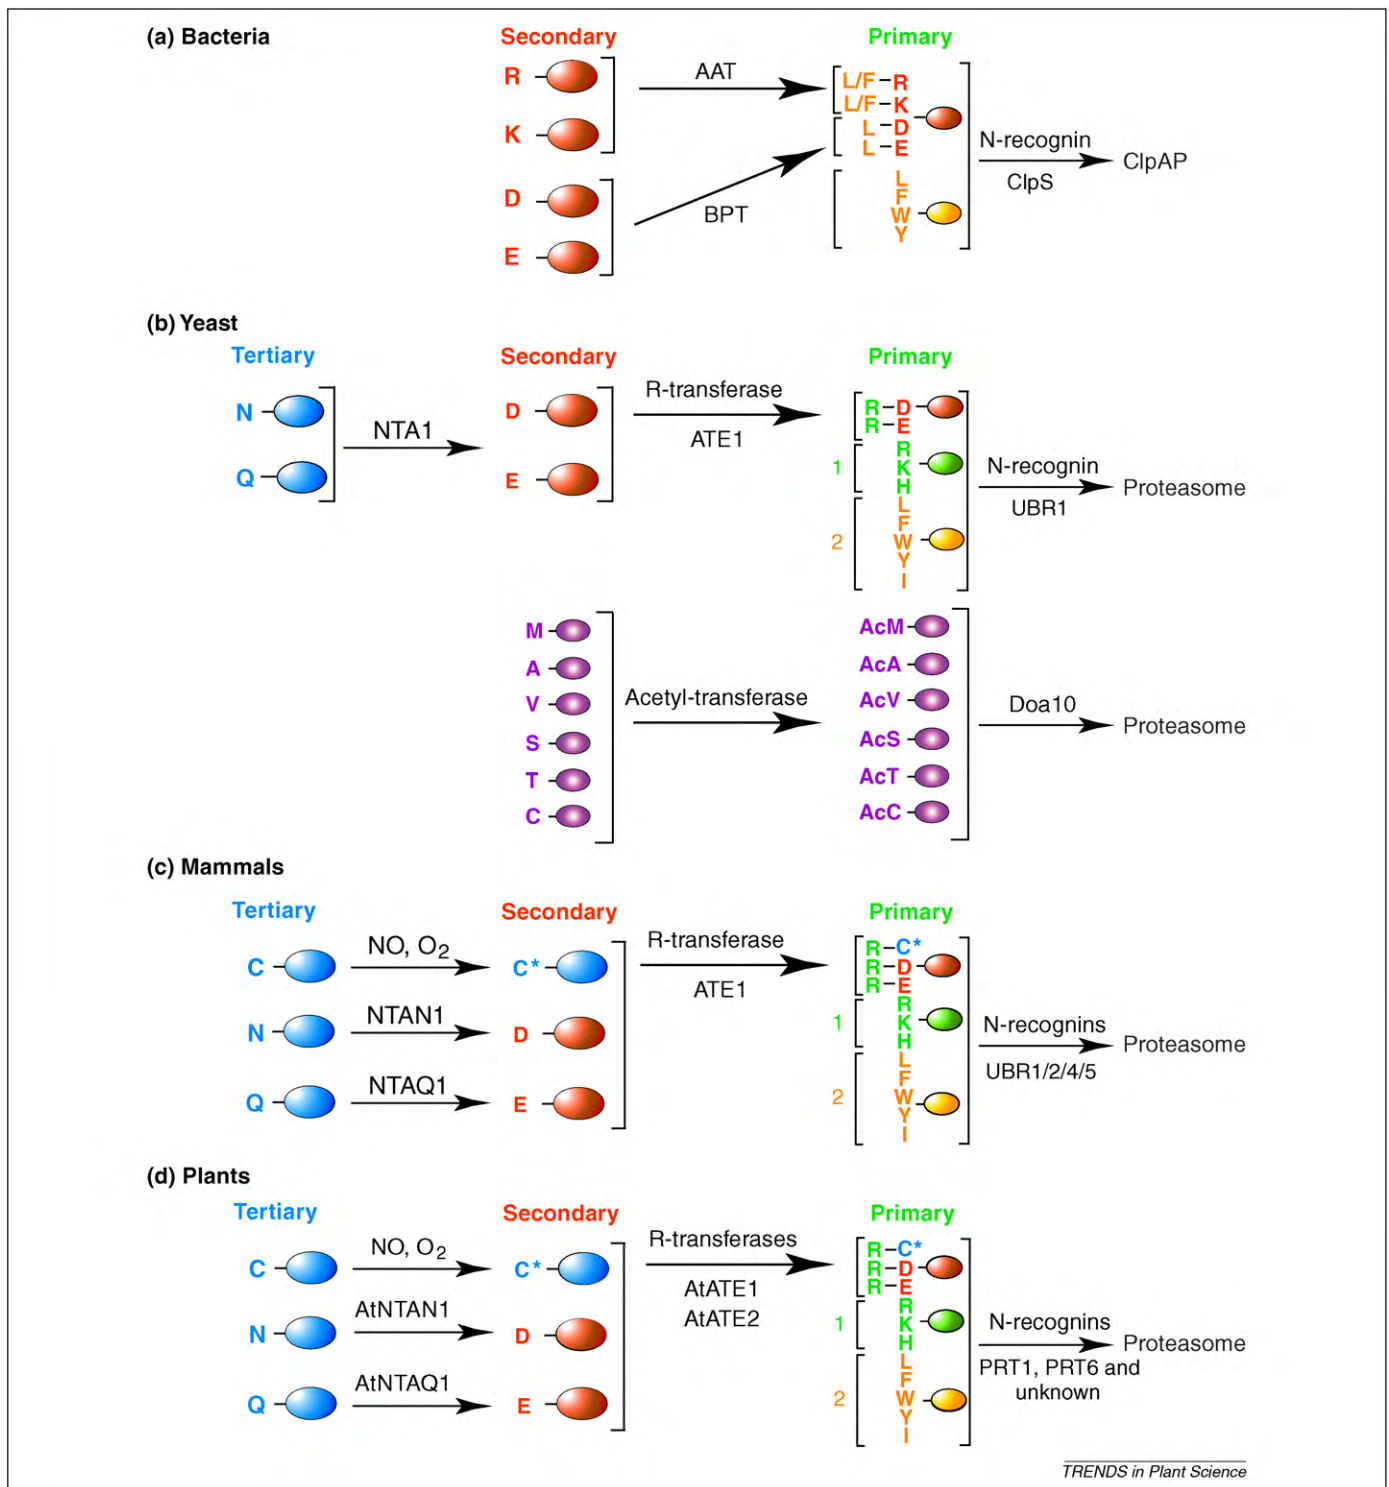 (a) Bacteria
Secondary Primary
R
K
D
E
AAT
BPT
L/F–R
L/F–K
L–D
L–E
L
F
W
Y
N-recognin
ClpS
ClpAP
(b) Yeast
Tertiary Secondary Primary
N
Q
NTA1
D
E
R-transferase
ATE1
R–D
R–E
1
R
K
H
2
L
F
W
Y
I
N-recognin
UBR1
Proteasome
M
A
V
S
T
C
Acetyl-transferase
AcM
AcA
AcV
AcS
AcT
AcC
Doa10
Proteasome
(c) Mammals
Tertiary Secondary Primary
C NO, O2 C*
N NTAN1 D
Q NTAQ1 E
R-transferase
ATE1
R–C*
R–D
R–E
1
R
K
H
2
L
F
W
Y
I
N-recognins
UBR1/2/4/5
Proteasome
(d) Plants
Tertiary Secondary Primary
C NO, O2 C*
N AtNTAN1 D
Q AtNTAQ1 E
R-transferases
AtATE1
AtATE2
R–C*
R–D
R–E
1
R
K
H
2
L
F
W
Y
I
N-recognins
PRT1, PRT6 and
unknown
Proteasome
TRENDS in Plant Science